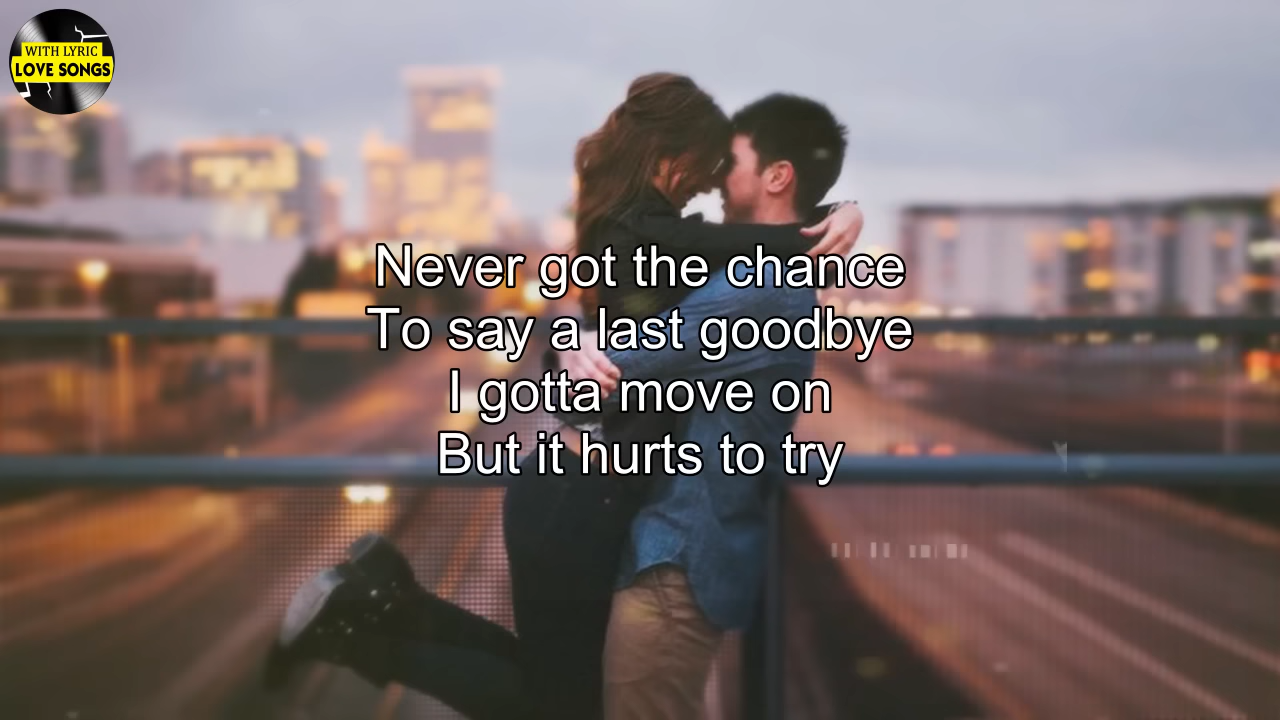 WITH LYRIC
LOVE SONGS
Never got the chance
To say a last goodbye
I gotta move on
But it hurts to try